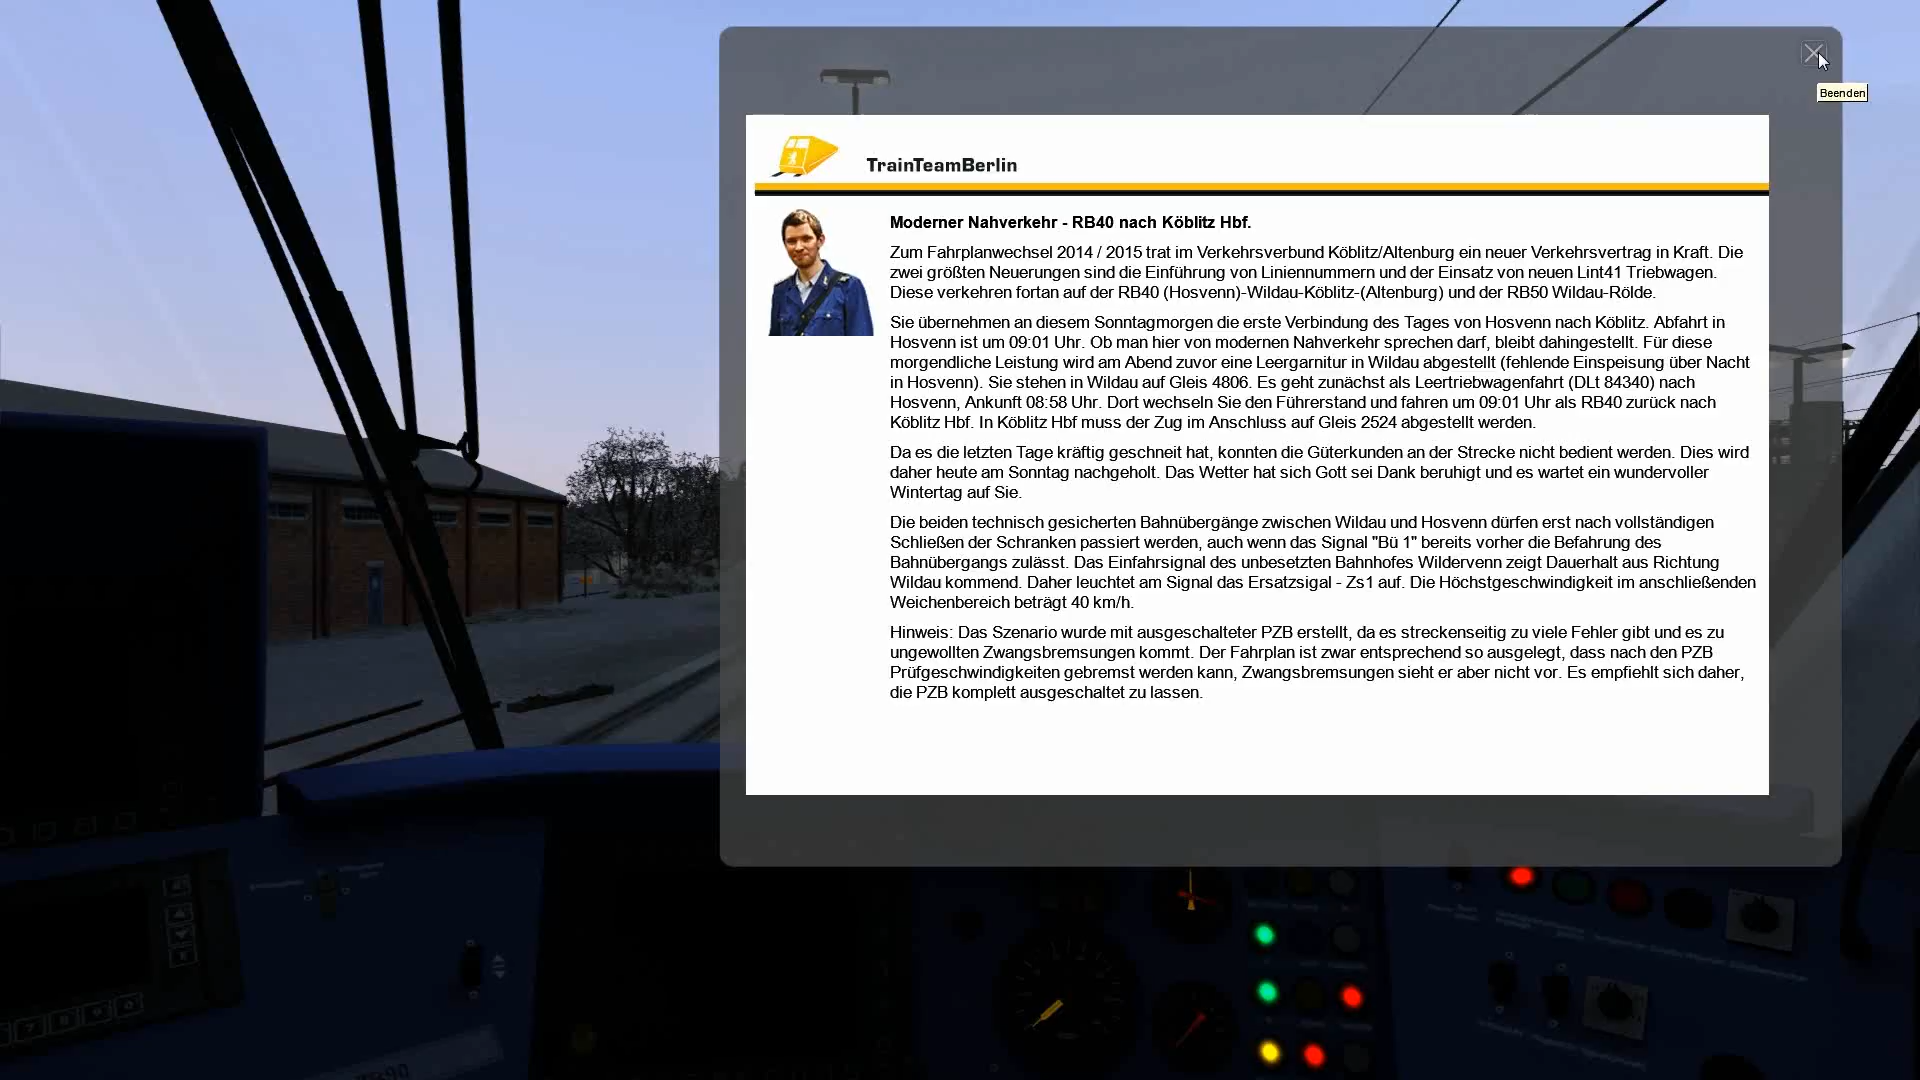 Beenden
TrainTeamBerlin
Moderner Nahverkehr - RB40 nach Köblitz Hbf.
Zum Fahrplanwechsel 2014 / 2015 trat im Verkehrsverbund Köblitz/Altenburg ein neuer Verkehrsvertrag in Kraft. Die
zwei größten Neuerungen sind die Einführung von Liniennummern und der Einsatz von neuen Lint41 Triebwagen.
Diese verkehren fortan auf der RB40 (Hosvenn)-Wildau-Köblitz-(Altenburg) und der RB50 Wildau-Rölde.
Sie übernehmen an diesem Sonntagmorgen die erste Verbindung des Tages von Hosvenn nach Köblitz. Abfahrt in
Hosvenn ist um 09:01 Uhr. Ob man hier von modernen Nahverkehr sprechen darf, bleibt dahingestellt. Für diese
morgendliche Leistung wird am Abend zuvor eine Leergarnitur in Wildau abgestellt (fehlende Einspeisung über Nacht
in Hosvenn). Sie stehen in Wildau auf Gleis 4806. Es geht zunächst als Leertriebwagenfahrt (DLt 84340) nach
Hosvenn, Ankunft 08:58 Uhr. Dort wechseln Sie den Führerstand und fahren um 09:01 Uhr als RB40 zurück nach
Köblitz Hbf. In Köblitz Hbf muss der Zug im Anschluss auf Gleis 2524 abgestellt werden.
Da es die letzten Tage kräftig geschneit hat, konnten die Güterkunden an der Strecke nicht bedient werden. Dies wird
daher heute am Sonntag nachgeholt. Das Wetter hat sich Gott sei Dank beruhigt und es wartet ein wundervoller
Wintertag auf Sie.
Die beiden technisch gesicherten Bahnübergänge zwischen Wildau und Hosvenn dürfen erst nach vollständigen
Schließen der Schranken passiert werden, auch wenn das Signal "Bü 1" bereits vorher die Befahrung des
Bahnübergangs zulässt. Das Einfahrsignal des unbesetzten Bahnhofes Wildervenn zeigt Dauerhalt aus Richtung
Wildau kommend. Daher leuchtet am Signal das Ersatzsigal - Zs1 auf. Die Höchstgeschwindigkeit im anschließenden
Weichenbereich beträgt 40 km/h.
Hinweis: Das Szenario wurde mit ausgeschalteter PZB erstellt, da es streckenseitig zu viele Fehler gibt und es zu
ungewollten Zwangsbremsungen kommt. Der Fahrplan ist zwar entsprechend so ausgelegt, dass nach den PZB
Prüfgeschwindigkeiten gebremst werden kann, Zwangsbremsungen sieht er aber nicht vor. Es empfiehlt sich daher,
die PZB komplett ausgeschaltet zu lassen.
7 8 9 0